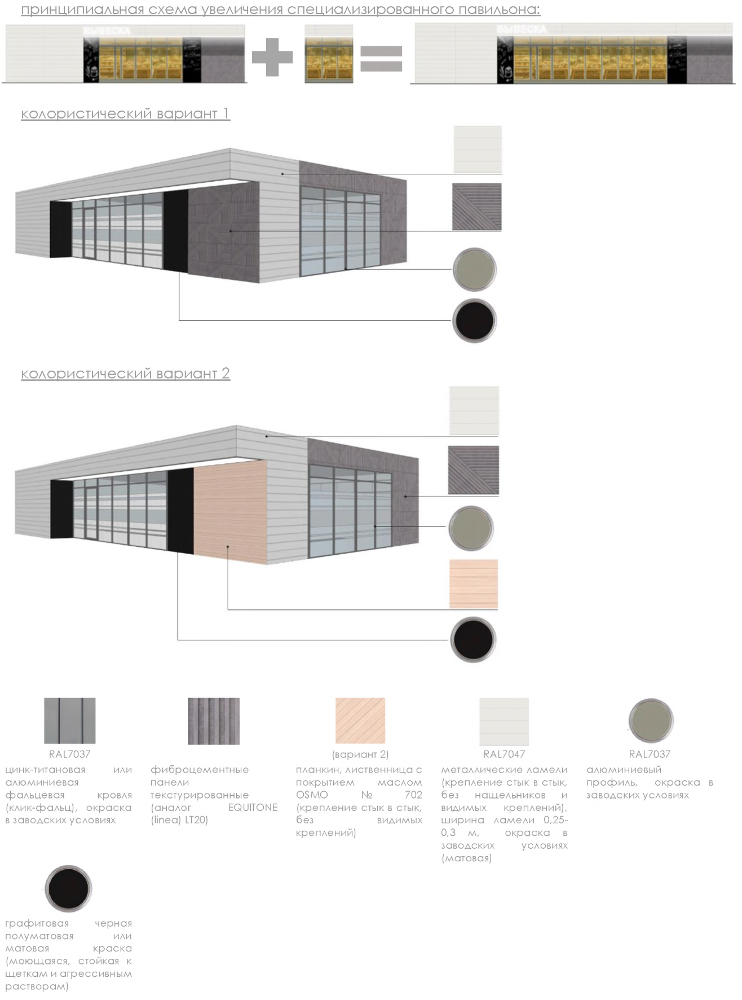 принципиальная схема увеличения специализированного павильона:
ВЫВЕСКА
ВЫВЕСКА
колористический вариант 1
колористический вариант 2
RAL7037
цинк-титановая или
алюминиевая
фальцевая кровля
(клик-фальц), окраска
в заводских условиях
фиброцементные
панели
текстурированные
(аналог EQUITONE
(linea) LT20)
(вариант 2)
планкин, лиственница с
покрытием маслом
OSMO № 702
(крепление стык в стык,
без видимых
креплений)
RAL7047
металлические ламели
(крепление стык в стык,
без нащельников и
видимых креплений),
ширина ламели 0,25-
0,3 м, окраска в
заводских условиях
(матовая)
RAL7037
алюминиевый
профиль, окраска в
заводских условиях
графитовая черная
полуматовая или
матовая краска
(моющаяся, стойкая к
щеткам и агрессивным
растворам)